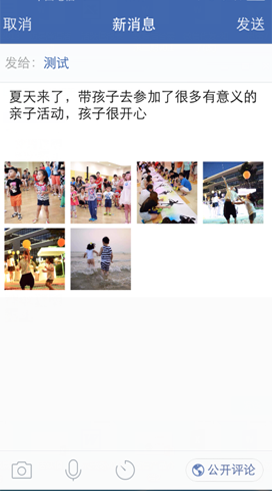 取消 新消息 发送
发给：测试
夏天来了，带孩子去参加了很多有意义的
亲子活动，孩子很开心
公开评论